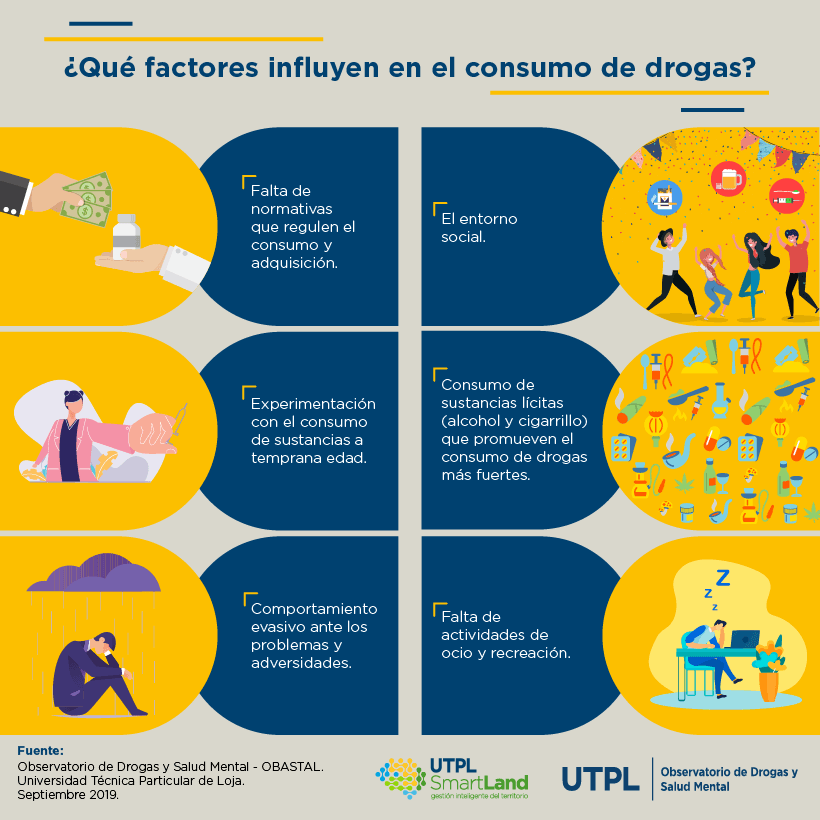 ¿Qué factores influyen en el consumo de drogas?
Falta de
normativas
que regulen el
consumo y
adquisición.
El entorno
social.
Experimentación
con el consumo
de sustancias a
temprana edad.
Consumo de
sustancias lícitas
(alcohol y cigarrillo)
que promueven el
consumo de drogas
más fuertes.
Comportamiento
evasivo ante los
problemas y
adversidades.
Z
Z
z
Falta de
actividades de
ocio y recreación.
Fuente:
Observatorio de Drogas y Salud Mental - OBASTAL.
Universidad Técnica Particular de Loja.
Septiembre 2019.
UTPL
SmartLand
gestión inteligente del territorio
UTPL
Observatorio de Drogas y
Salud Mental